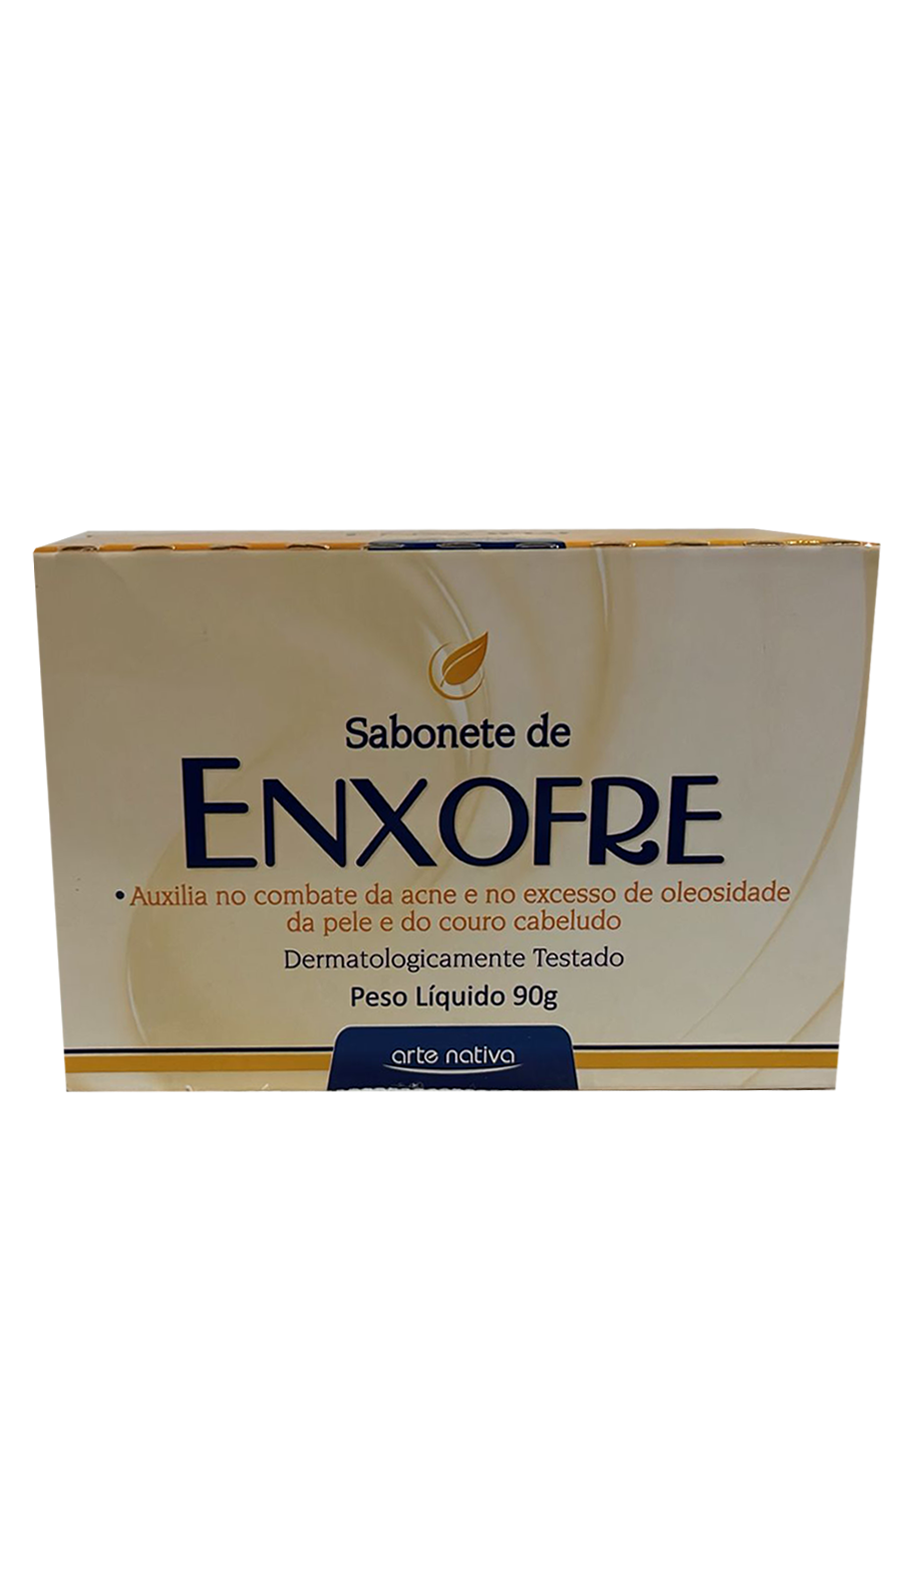 Sabonete de
ENXOFRE
• Auxilia no combate da acne e no excesso de oleosidade
da pele e do couro cabeludo
Dermatologicamente Testado
Peso Líquido 90g
arte nativa